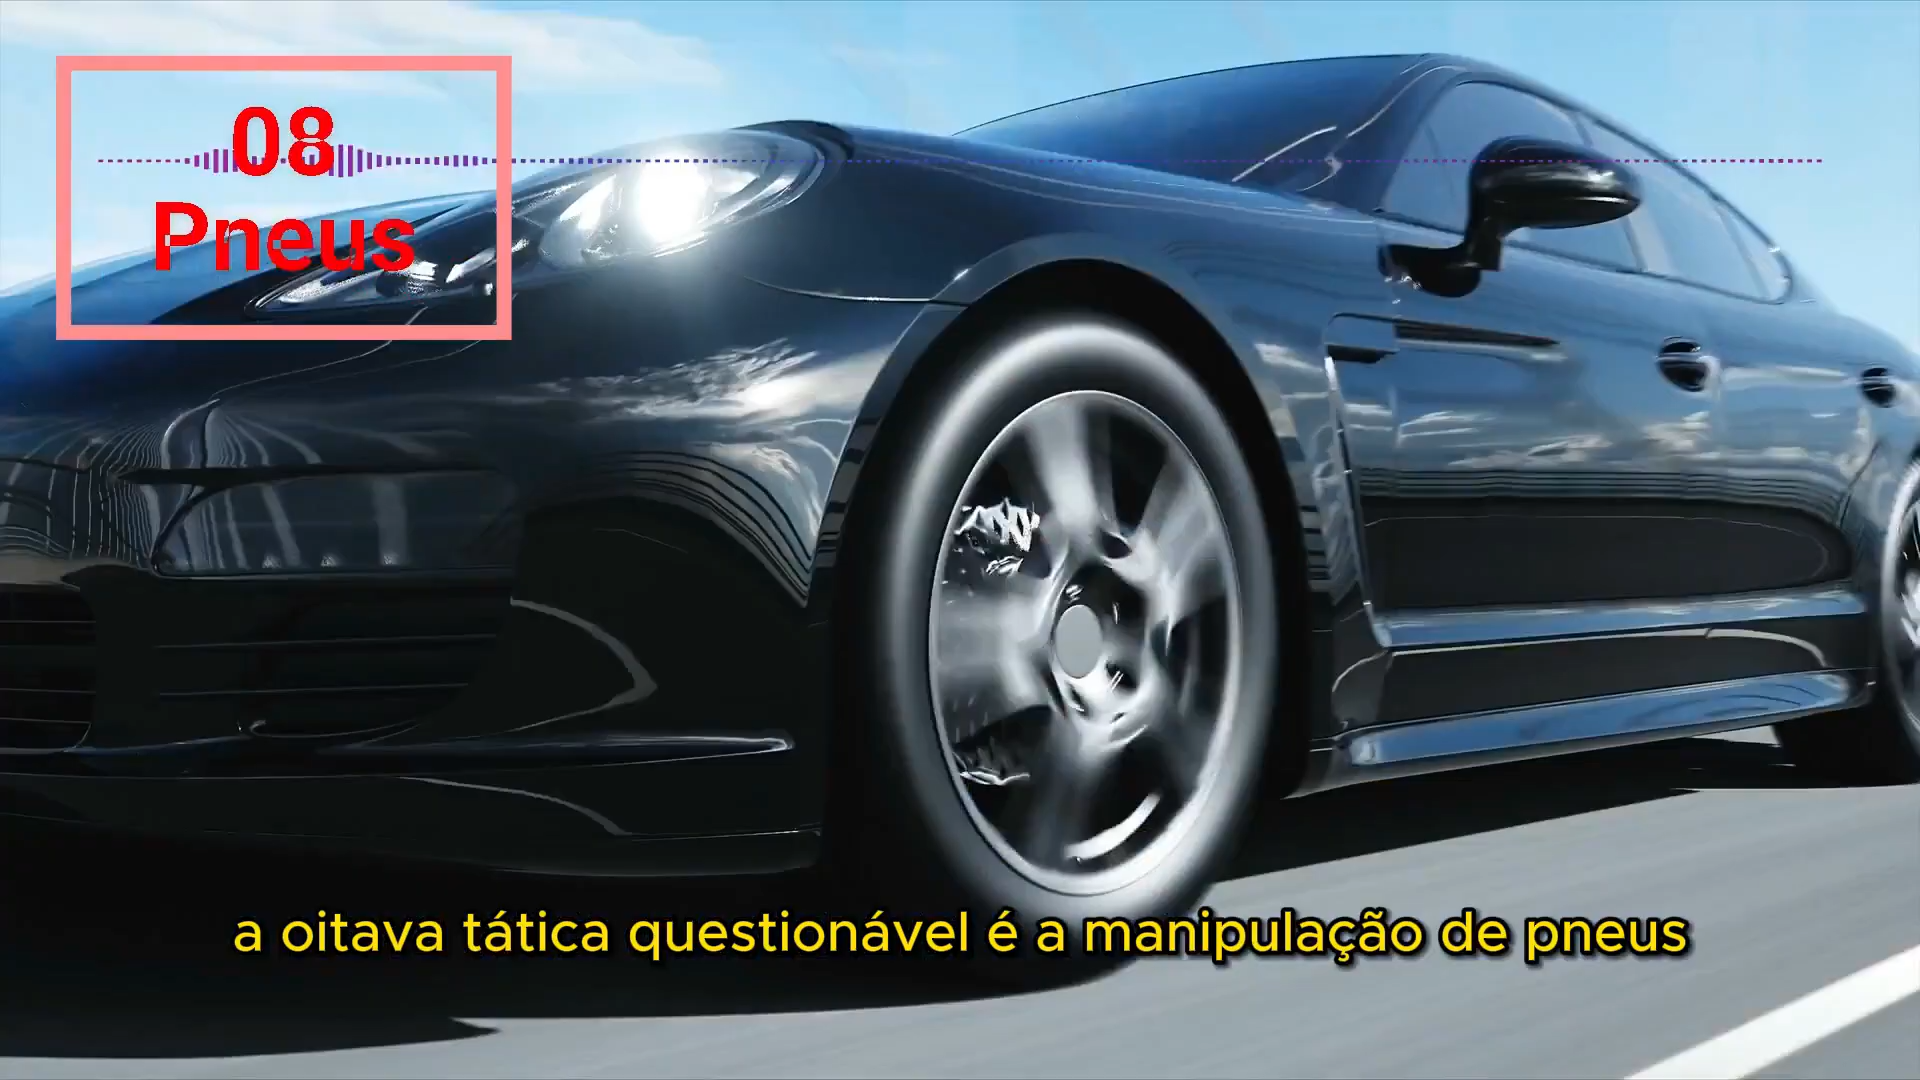 08
Pneus
a oitava tática questionável é a manipulação de pneus